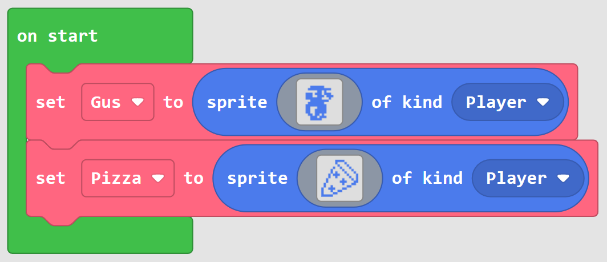 on start
set Gus to sprite of kind Player
set Pizza to sprite of kind Player